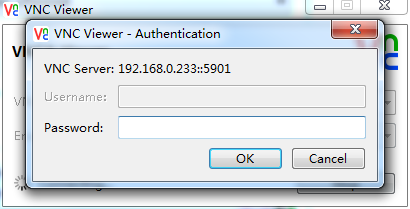 VNC Viewer
VNC Viewer - Authentication
VNC Server: 192.168.0.233::5901
Username:
Password:
OK
Cancel